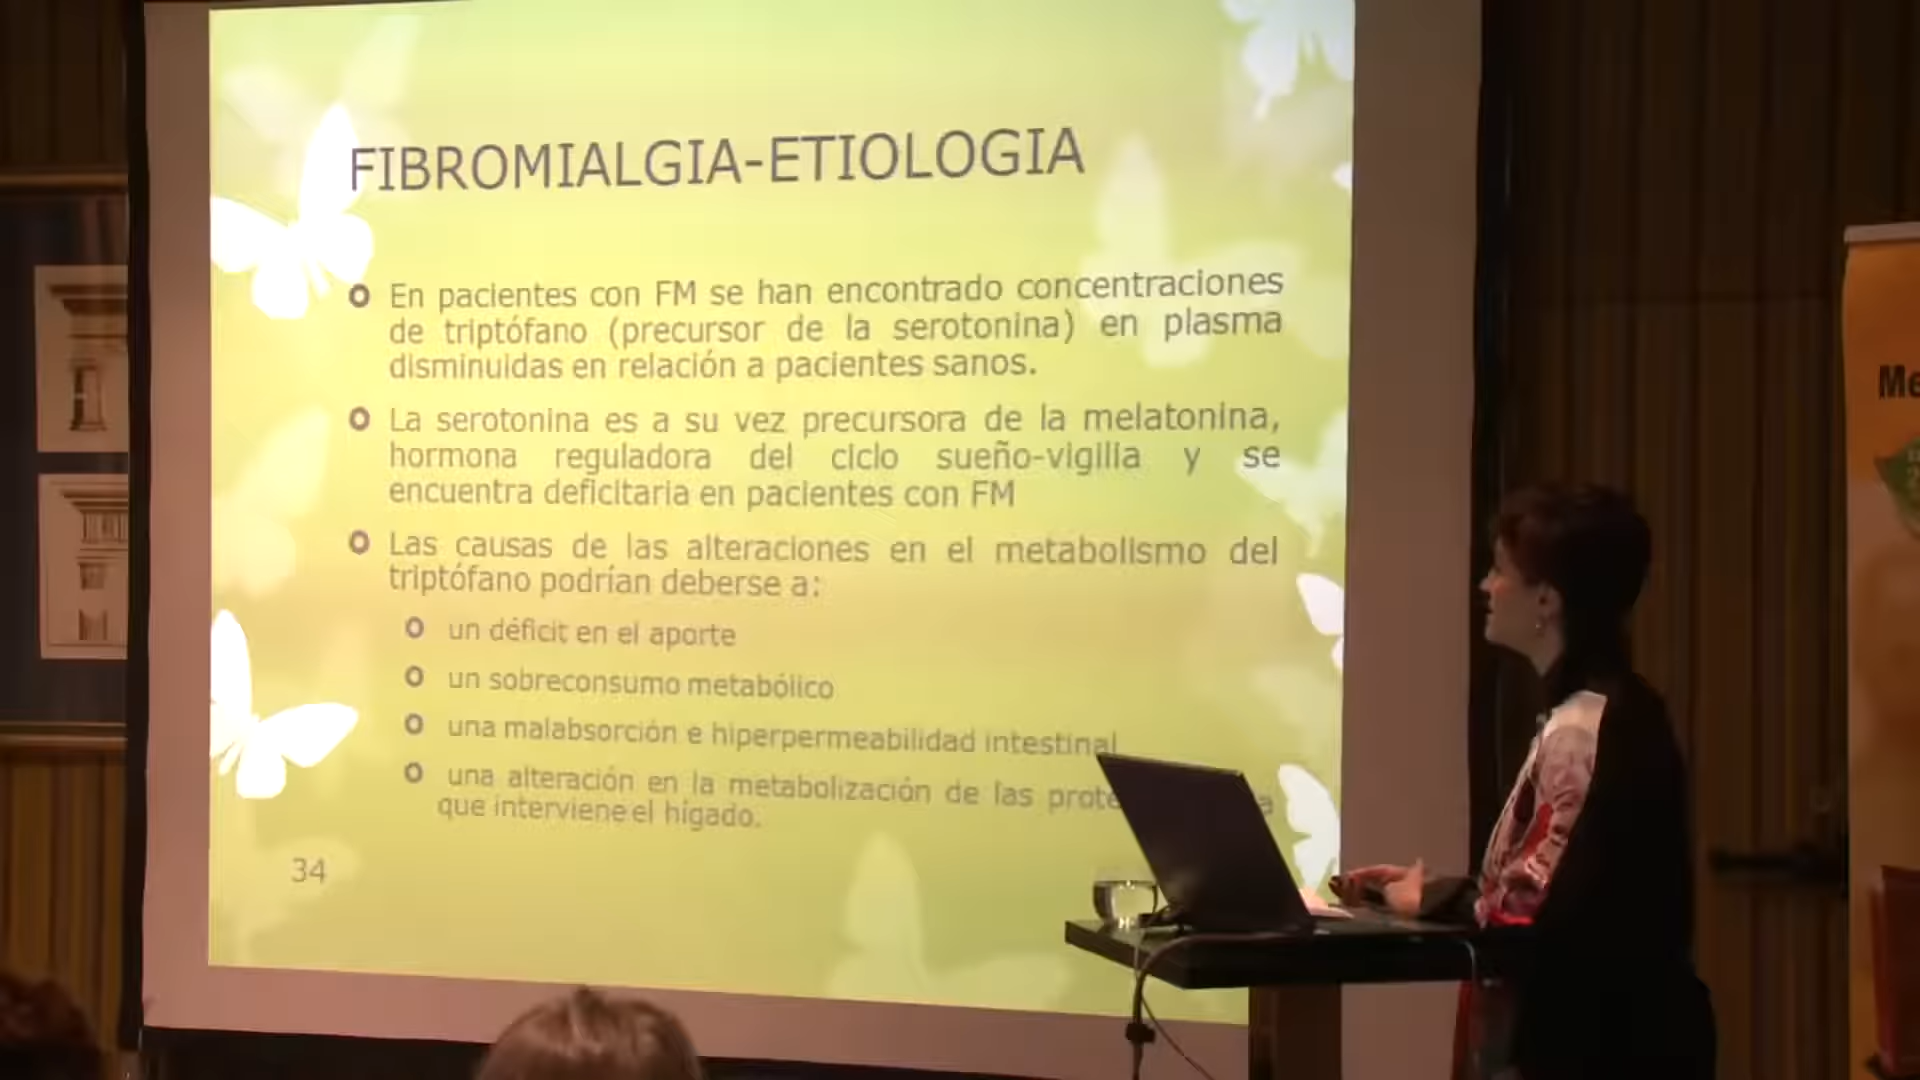 FIBROMIALGIA-ETIOLOGIA
En pacientes con FM se han encontrado concentraciones
de triptófano (precursor de la serotonina) en plasma
disminuidas en relación a pacientes sanos.
La serotonina es a su vez precursora de la melatonina,
hormona reguladora del ciclo sueño-vigilia y se
encuentra deficitaria en pacientes con FM
Las causas de las alteraciones en el metabolismo del
triptófano podrían deberse a:
un déficit en el aporte
un sobreconsumo metabólico
una malabsorción e hiperpermeabilidad intestinal
una alteración en la metabolización de las
que interviene el hígado.
34
Me